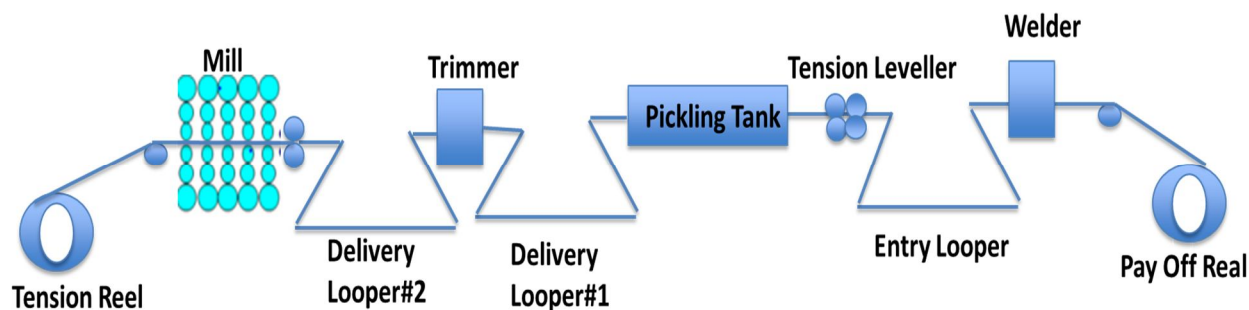 Welder
Mill
Trimmer
Tension Leveller
Pickling Tank
Delivery
Looper#2
Delivery
Looper#1
Entry Looper
Pay Off Real
Tension Reel